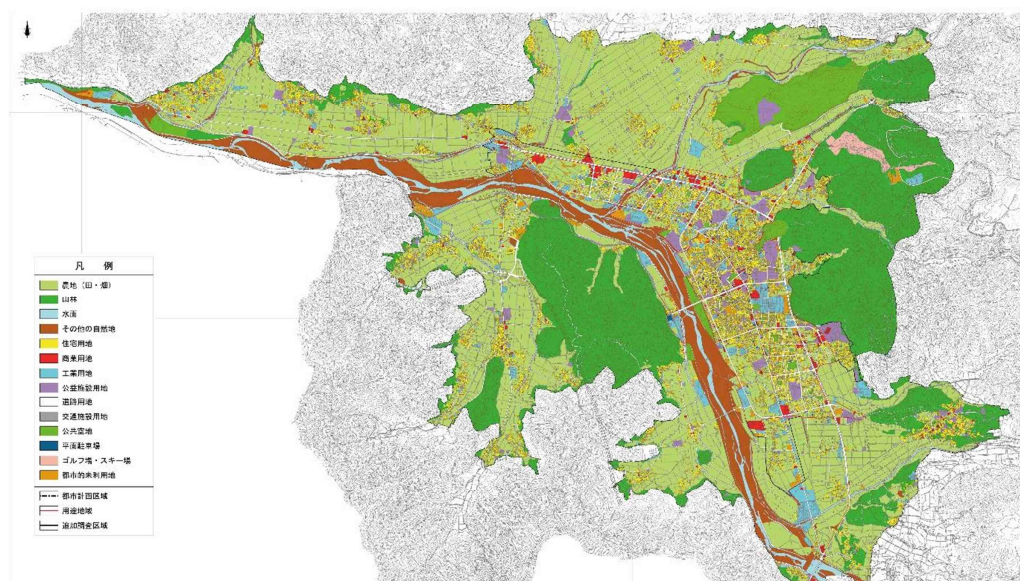 凡 例
農地（田・畑）
山林
水面
その他の自然地
住宅用地
商業用地
工業用地
公益施設用地
道路用地
交通施設用地
公共空地
平面駐車場
ゴルフ場・スキー場
都市的未利用地
都市計画区域
用途地域
追加調査区域